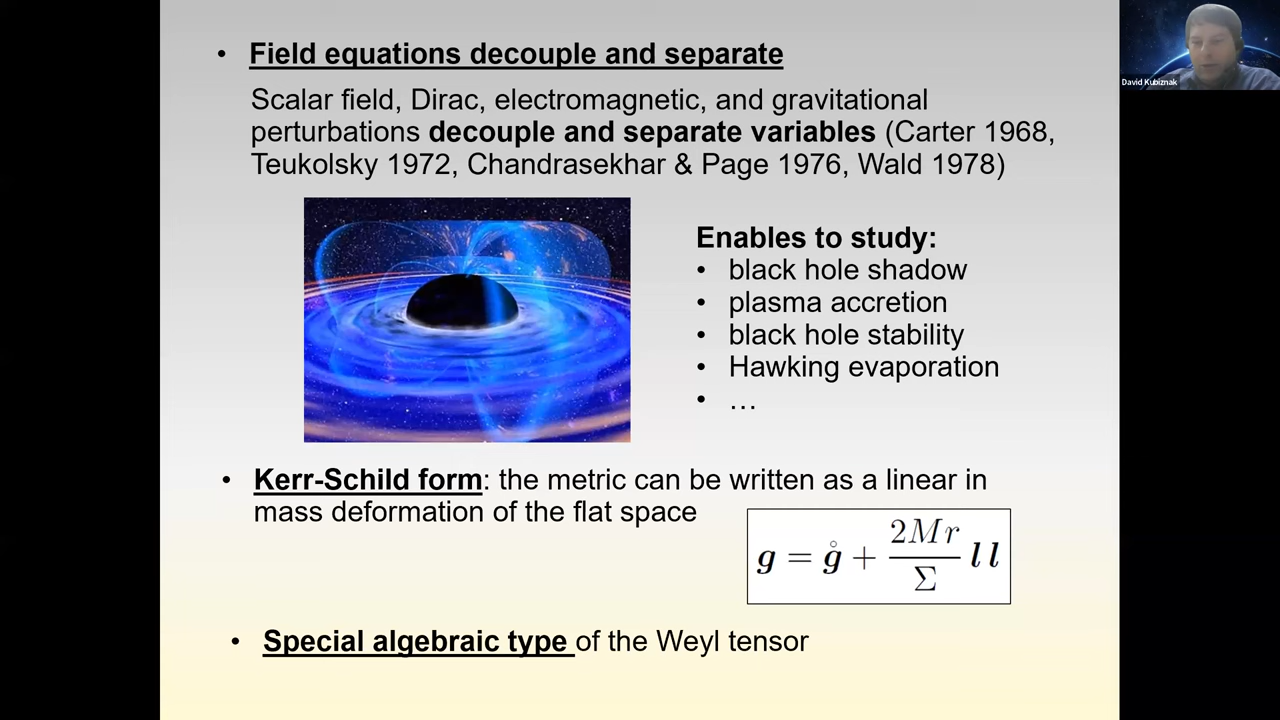 • Field equations decouple and separate
Scalar field, Dirac, electromagnetic, and gravitational
perturbations decouple and separate variables (Carter 1968,
Teukolsky 1972, Chandrasekhar & Page 1976, Wald 1978)
Enables to study:
• black hole shadow
• plasma accretion
• black hole stability
• Hawking evaporation
• …
• Kerr-Schild form: the metric can be written as a linear in
mass deformation of the flat space
g = g̊ + 2Mr/Σ l l
• Special algebraic type of the Weyl tensor
David Kubiznak